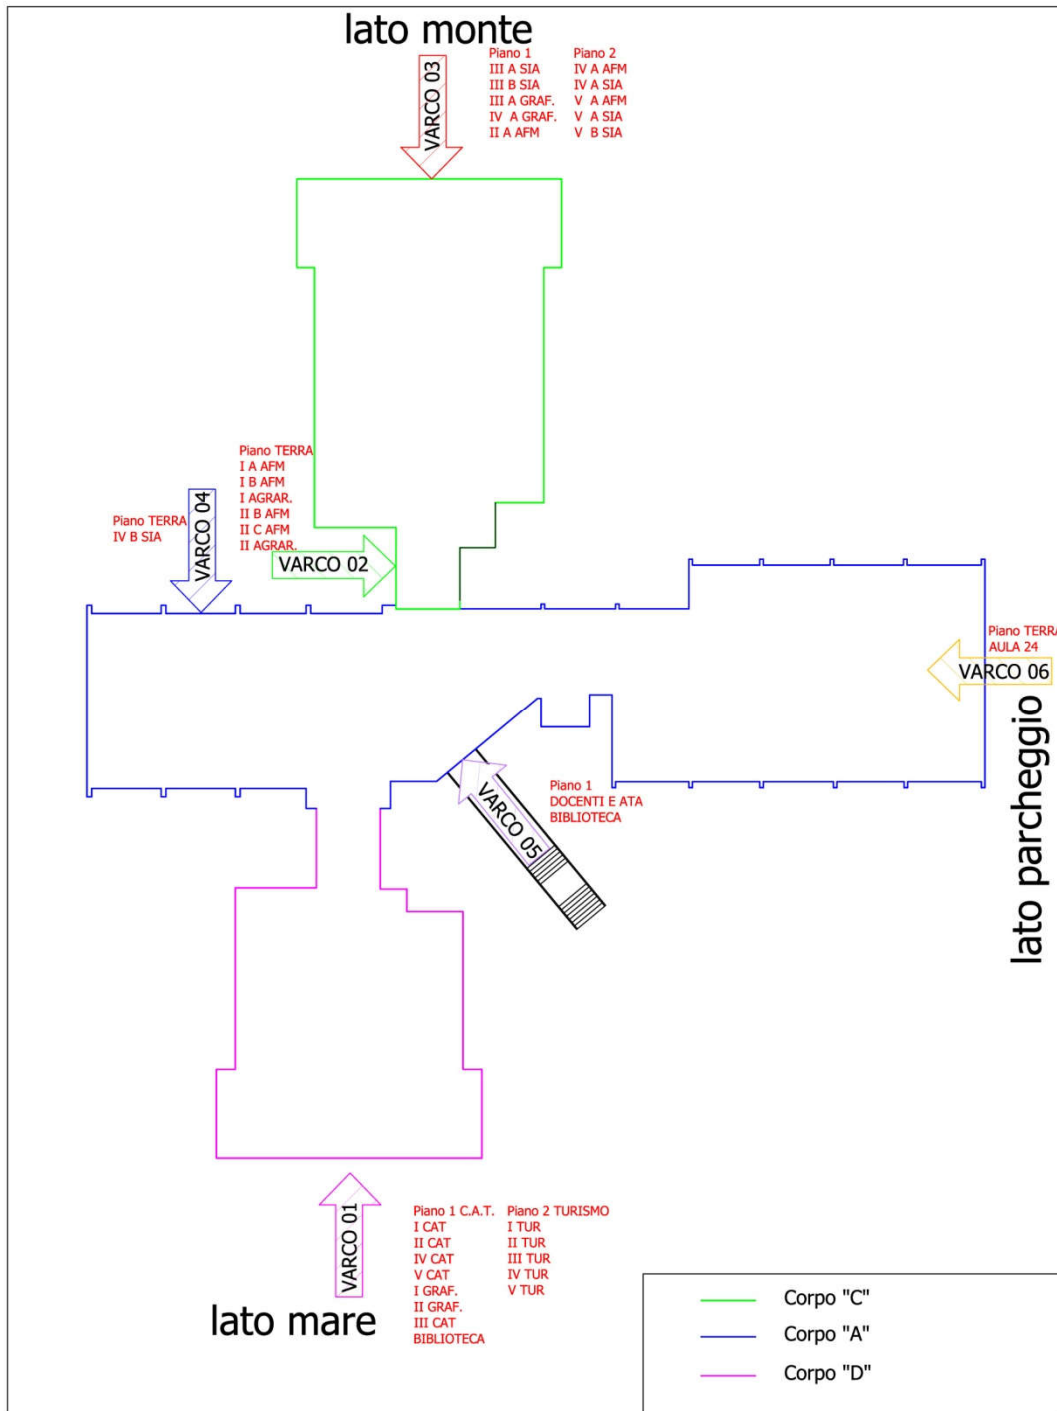 lato monte
VARCO 03
Piano 1
III A SIA
III B SIA
III A GRAF.
IV A GRAF.
II A AFM
Piano 2
IV A AFM
IV A SIA
V A AFM
V A SIA
V B SIA
Piano TERRA
IV B SIA
VARCO 04
Piano TERRA
I A AFM
I B AFM
I AGRAR.
II B AFM
II C AFM
II AGRAR.
VARCO 02
Piano TERRA
AULA 24
VARCO 06
lato parcheggio
VARCO 05
Piano 1
DOCENTI E ATA
BIBLIOTECA
VARCO 01
lato mare
Piano 1 C.A.T.
I CAT
II CAT
IV CAT
V CAT
I GRAF.
II GRAF.
III CAT
BIBLIOTECA
Piano 2 TURISMO
I TUR
II TUR
III TUR
IV TUR
V TUR
Corpo "C"
Corpo "A"
Corpo "D"